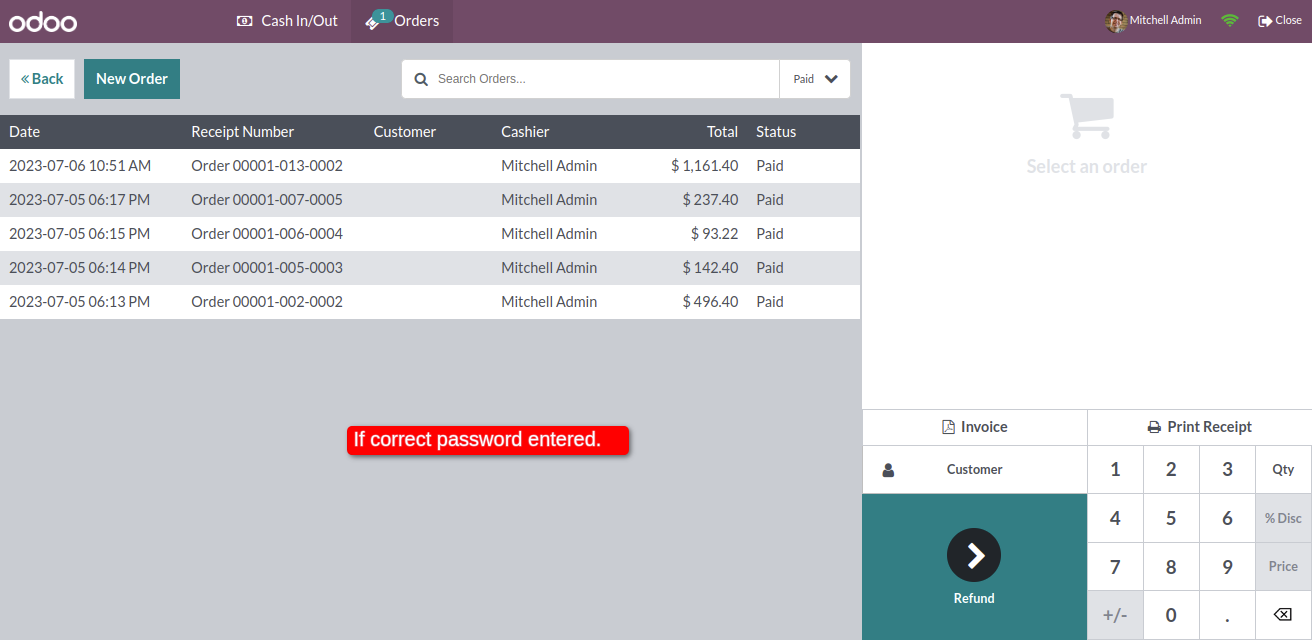 odoo
Cash In/Out
1
Orders
Mitchell Admin
Close
Back
New Order
Search Orders...
Paid
Date Receipt Number Customer Cashier Total Status
2023-07-06 10:51 AM Order 00001-013-0002 Mitchell Admin $ 1,161.40 Paid
2023-07-05 06:17 PM Order 00001-007-0005 Mitchell Admin $ 237.40 Paid
2023-07-05 06:15 PM Order 00001-006-0004 Mitchell Admin $ 93.22 Paid
2023-07-05 06:14 PM Order 00001-005-0003 Mitchell Admin $ 142.40 Paid
2023-07-05 06:13 PM Order 00001-002-0002 Mitchell Admin $ 496.40 Paid
If correct password entered.
Select an order
Invoice
Print Receipt
Customer
Refund
1 2 3 Qty
4 5 6 % Disc
7 8 9 Price
+/- 0 .